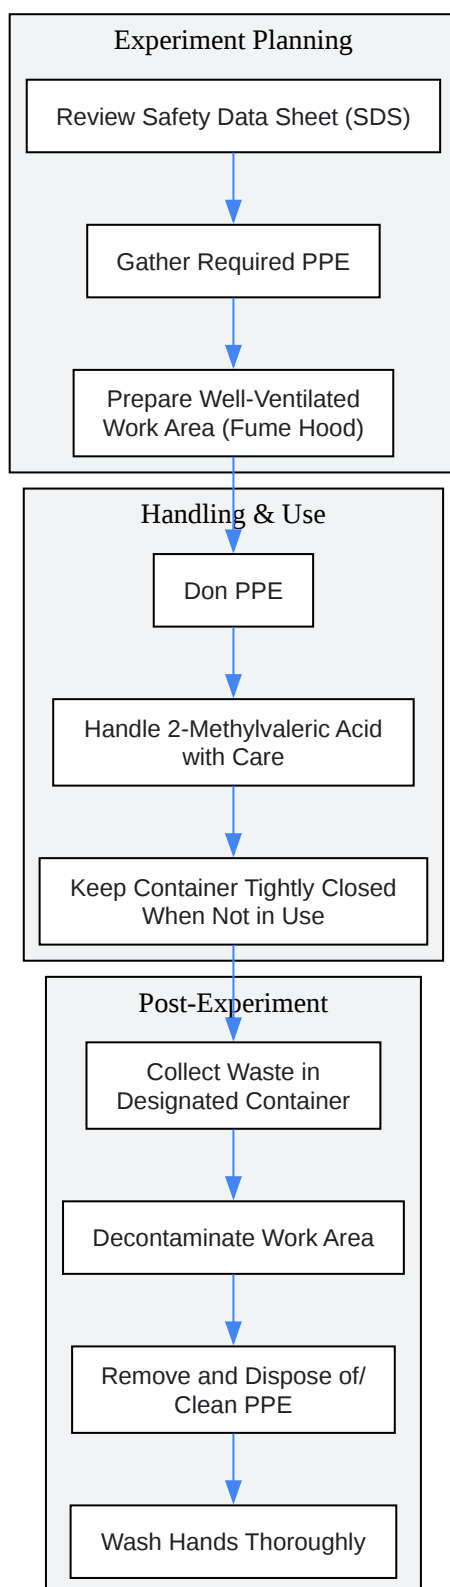 Experiment Planning
Review Safety Data Sheet (SDS)
Gather Required PPE
Prepare Well-Ventilated
Work Area (Fume Hood)
Handling & Use
Don PPE
Handle 2-Methylvaleric Acid
with Care
Keep Container Tightly Closed
When Not in Use
Post-Experiment
Collect Waste in
Designated Container
Decontaminate Work Area
Remove and Dispose of/
Clean PPE
Wash Hands Thoroughly